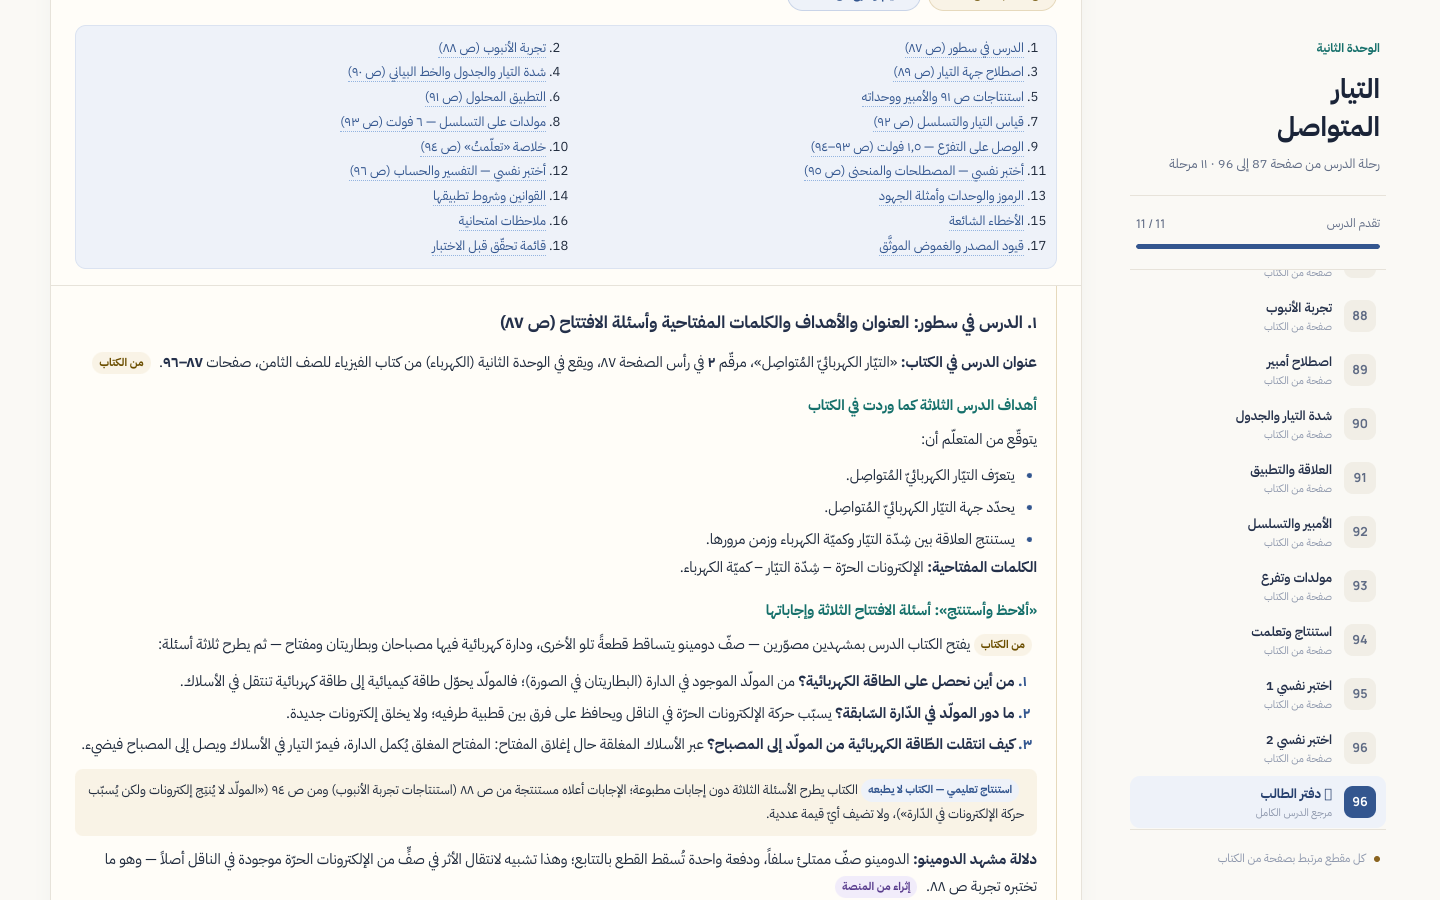 الوحدة الثانية
التيار
المتواصل
رحلة الدرس من صفحة 87 إلى 96 · ١١ مرحلة
تقدم الدرس
11 / 11
صفحة من الكتاب
88
تجربة الأنبوب
صفحة من الكتاب
89
اصطلاح أمبير
صفحة من الكتاب
90
شدة التيار والجدول
صفحة من الكتاب
91
العلاقة والتطبيق
صفحة من الكتاب
92
الأمبير والتسلسل
صفحة من الكتاب
93
مولدات وتفرع
صفحة من الكتاب
94
استنتاج وتعلمت
صفحة من الكتاب
95
اختبر نفسي 1
صفحة من الكتاب
96
اختبر نفسي 2
صفحة من الكتاب
96
دفتر الطالب
مرجع الدرس الكامل
كل مقطع مرتبط بصفحة من الكتاب
1. الدرس في سطور (ص ٨٧)
2. تجربة الأنبوب (ص ٨٨)
3. اصطلاح جهة التيار (ص ٨٩)
4. شدة التيار والجدول والخط البياني (ص ٩٠)
5. استنتاجات ص ٩١ والأمبير ووحداته
6. التطبيق المحلول (ص ٩١)
7. قياس التيار والتسلسل (ص ٩٢)
8. مولدات على التسلسل — ٦ فولت (ص ٩٣)
9. الوصل على التفرّع — ١,٥ فولت (ص ٩٣–٩٤)
10. خلاصة «تعلّمتُ» (ص ٩٤)
11. أختبر نفسي — المصطلحات والمنحنى (ص ٩٥)
12. أختبر نفسي — التفسير والحساب (ص ٩٦)
13. الرموز والوحدات وأمثلة الجهود
14. القوانين وشروط تطبيقها
15. الأخطاء الشائعة
16. ملاحظات امتحانية
17. قيود المصدر والغموض الموثَّق
18. قائمة تحقّق قبل الاختبار
١. الدرس في سطور: العنوان والأهداف والكلمات المفتاحية وأسئلة الافتتاح (ص ٨٧)
عنوان الدرس في الكتاب: «التيّار الكهربائيّ المُتواصِل»، مرقّم ٢ في رأس الصفحة ٨٧، ويقع في الوحدة الثانية (الكهرباء) من كتاب الفيزياء للصف الثامن، صفحات ٨٧–٩٦. من الكتاب
أهداف الدرس الثلاثة كما وردت في الكتاب
يتوقّع من المتعلّم أن:
• يتعرّف التيّار الكهربائيّ المُتواصِل.
• يحدّد جهة التيّار الكهربائيّ المُتواصِل.
• يستنتج العلاقة بين شِدّة التيّار وكميّة الكهرباء وزمن مرورها.
الكلمات المفتاحية: الإلكترونات الحرّة – شِدّة التيّار – كميّة الكهرباء.
«ألاحظ وأستنتج»: أسئلة الافتتاح الثلاثة وإجاباتها
من الكتاب يفتح الكتاب الدرس بمشهدين مصوّرين — صفّ دومينو يتساقط قطعةً تلو الأخرى، ودارة كهربائية فيها مصباحان وبطاريتان ومفتاح — ثم يطرح ثلاثة أسئلة:
١. من أين نحصل على الطاقة الكهربائية؟ من المولّد الموجود في الدارة (البطاريتان في الصورة)؛ فالمولّد يحوّل طاقة كيميائية إلى طاقة كهربائية تنتقل في الأسلاك.
٢. ما دور المولّد في الدّارة السّابقة؟ يسبّب حركة الإلكترونات الحرّة في الناقل ويحافظ على فرق بين قطبية طرفيه؛ ولا يخلق إلكترونات جديدة.
٣. كيف انتقلت الطّاقة الكهربائية من المولّد إلى المصباح؟ عبر الأسلاك المغلقة حال إغلاق المفتاح: المفتاح المغلق يُكمل الدارة، فيمرّ التيار في الأسلاك ويصل إلى المصباح فيضيء.
استنتاج تعليمي — الكتاب لا يطبعه الكتاب يطرح الأسئلة الثلاثة دون إجابات مطبوعة؛ الإجابات أعلاه مستنتجة من ص ٨٨ (استنتاجات تجربة الأنبوب) ومن ص ٩٤ («المولّد لا يُنتِج إلكترونات ولكن يُسبّب
حركة الإلكترونات في الدّارة»)، ولا تضيف أيّ قيمة عددية.
دلالة مشهد الدومينو: الدومينو صفّ ممتلئ سلفاً، ودفعة واحدة تُسقط القطع بالتتابع؛ وهذا تشبيه لانتقال الأثر في صفٍّ من الإلكترونات الحرّة موجودة في الناقل أصلاً — وهو ما
تختبره تجربة ص ٨٨. إثراء من المنصة